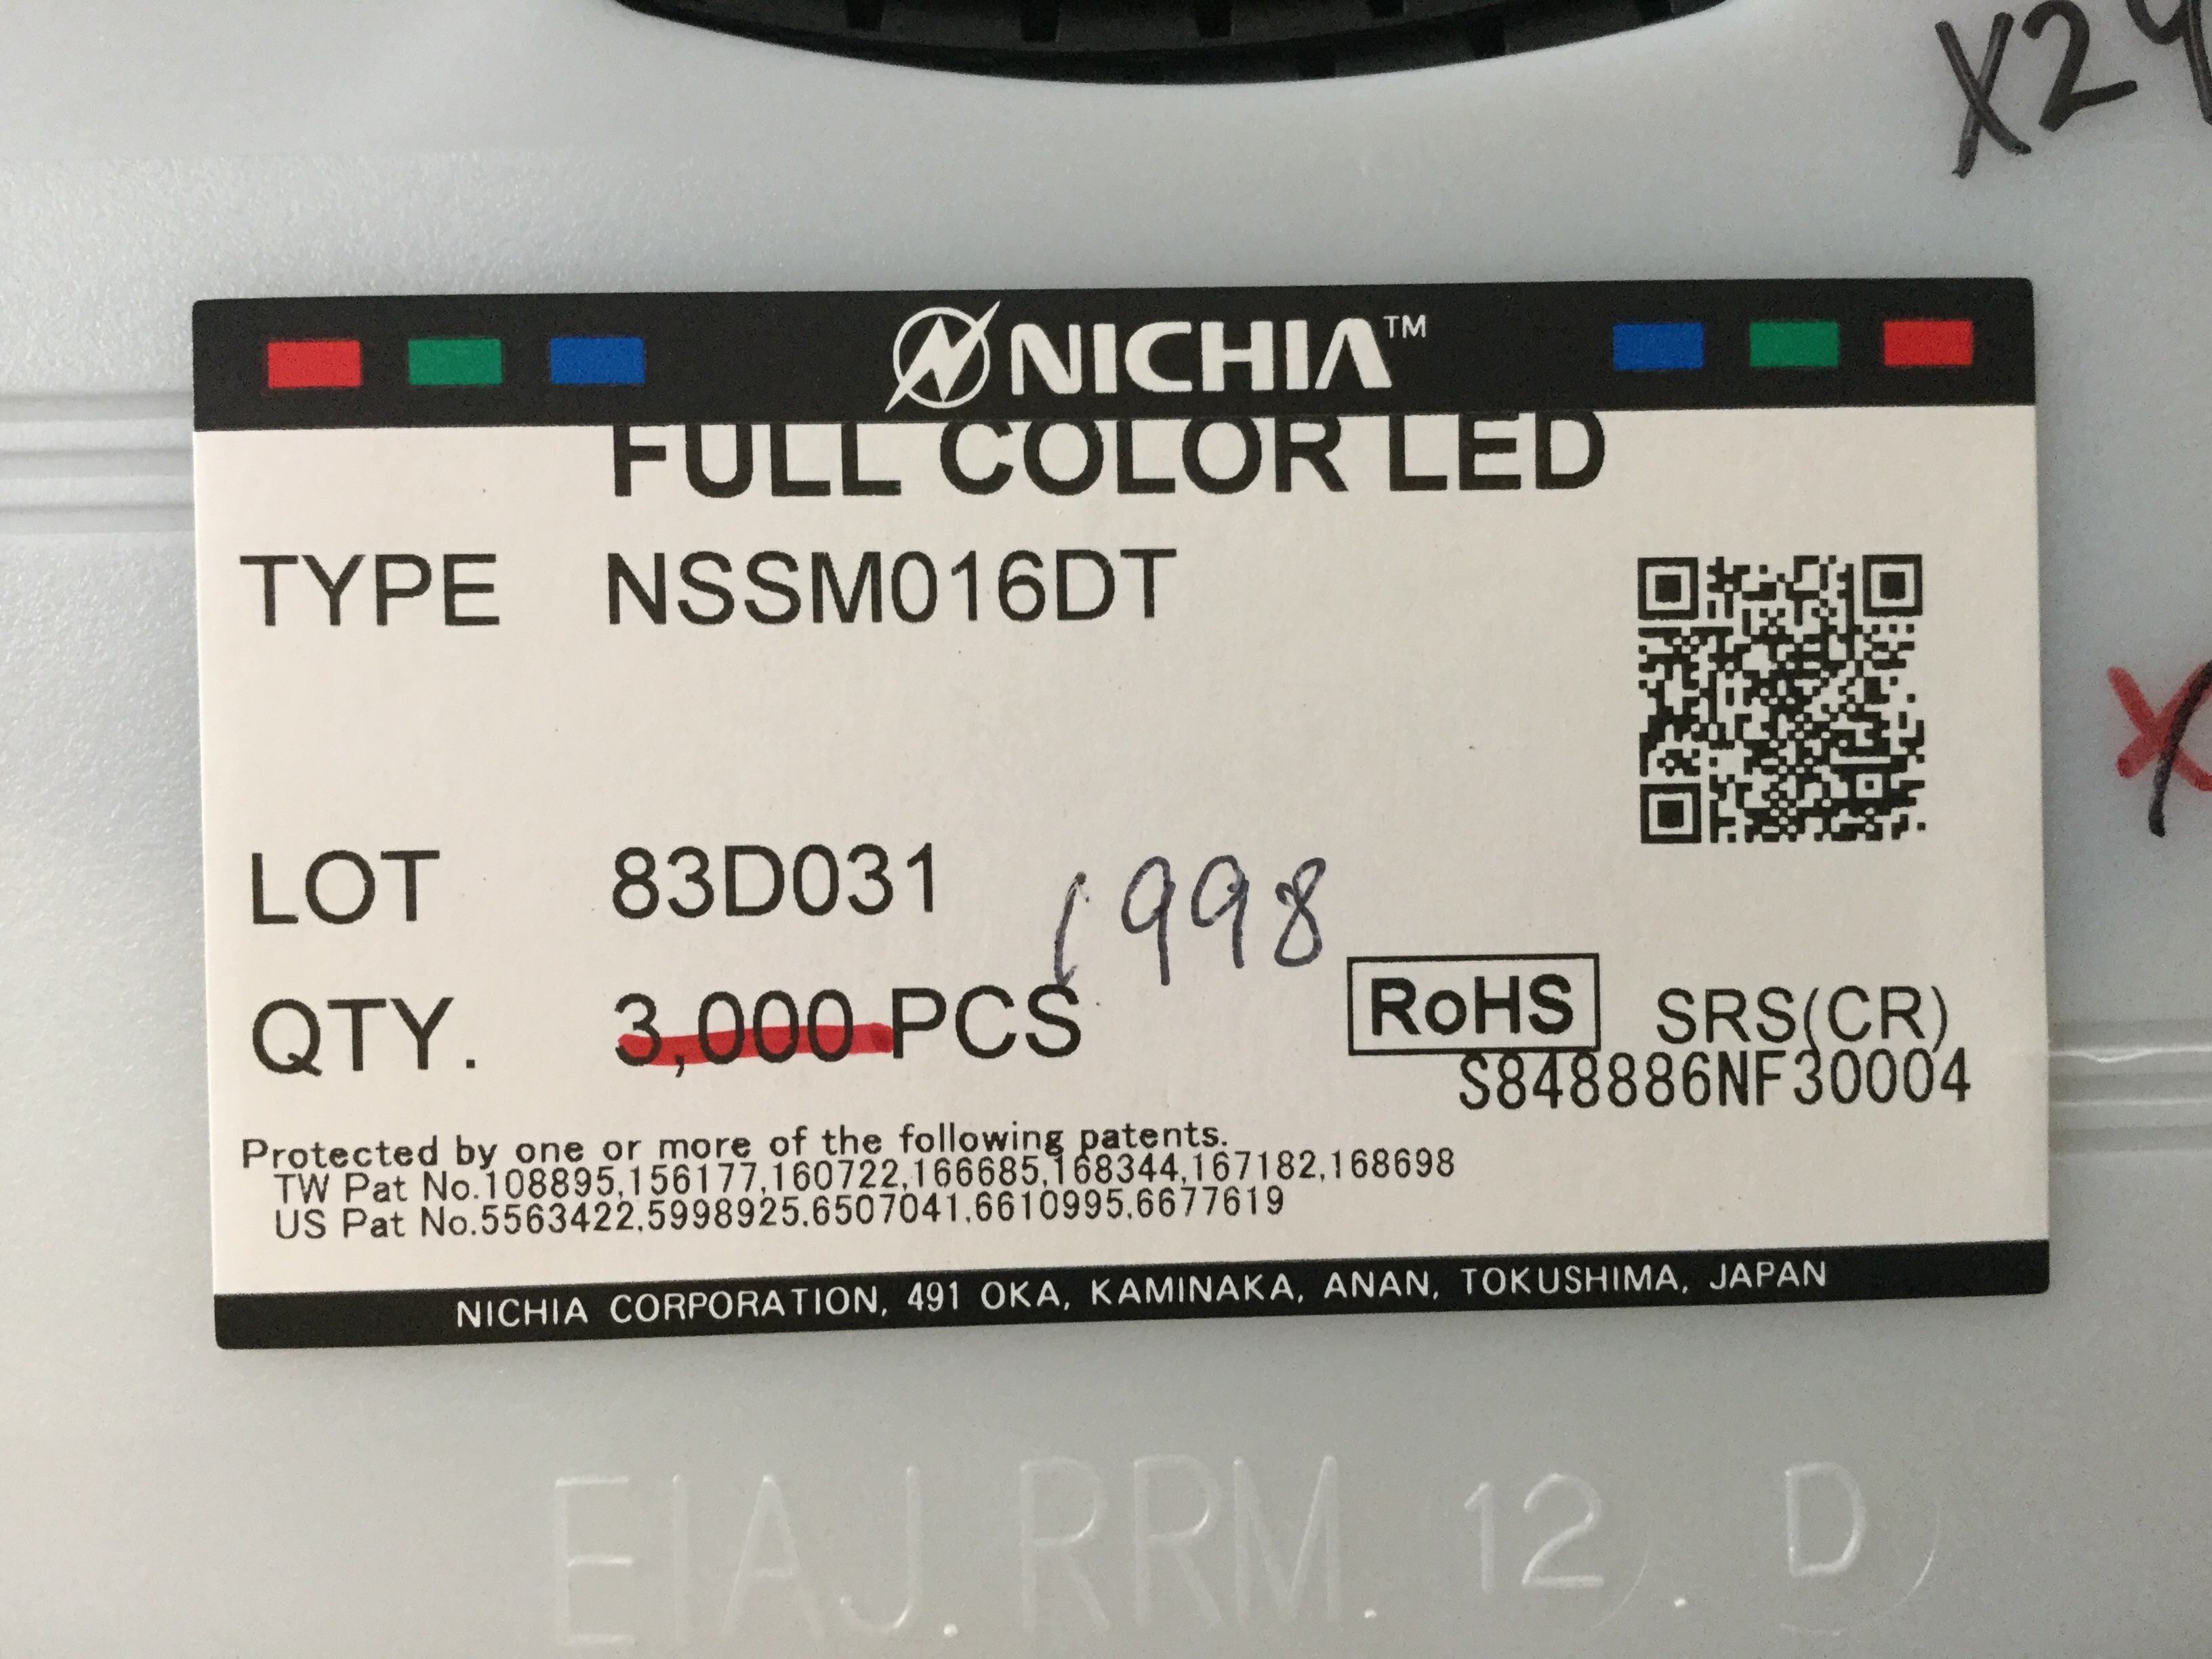 X24
NICHIA™
FULL COLOR LED
TYPE NSSM016DT
X
LOT 83D031
1998
QTY. 3,000 PCS
RoHS SRS(CR)
S848886NF30004
Protected by one or more of the following patents.
TW Pat No.108895,156177,160722,166685,168344,167182,168698
US Pat No.5563422,5998925,6507041,6610995,6677619
NICHIA CORPORATION, 491 OKA, KAMINAKA, ANAN, TOKUSHIMA, JAPAN
EIAJ.RRM.12.D